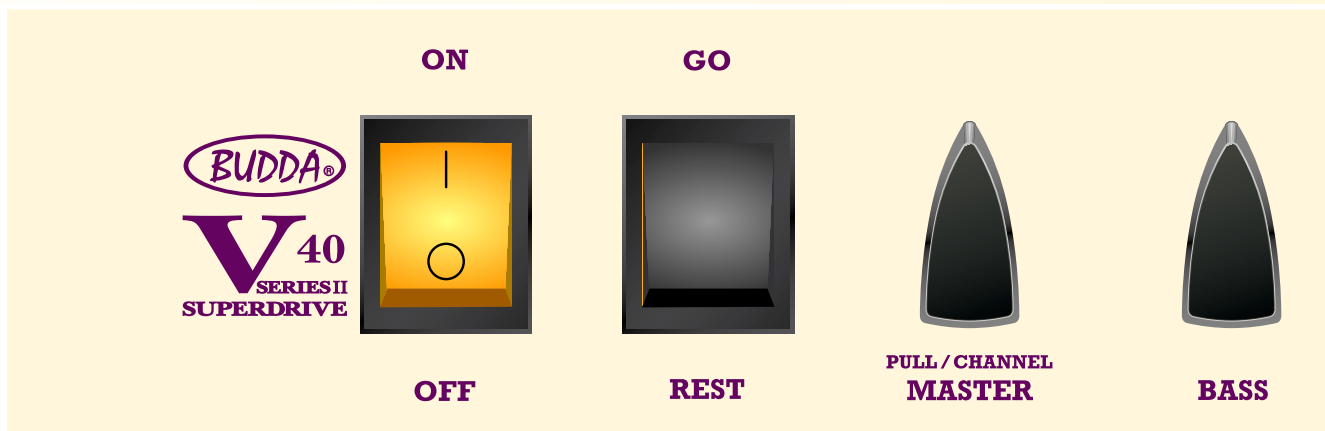 ON
GO
BUDDA®
V 40
SERIES II
SUPERDRIVE
OFF
REST
PULL / CHANNEL
MASTER
BASS